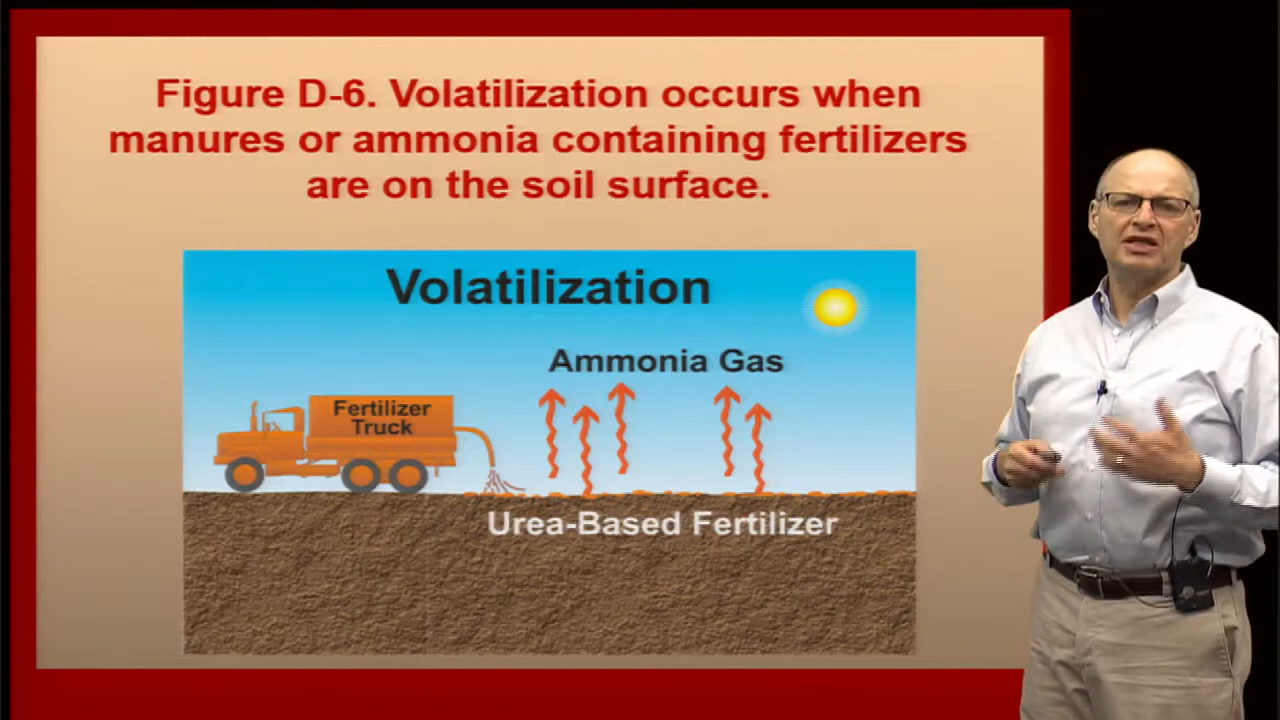 Figure D-6. Volatilization occurs when
manures or ammonia containing fertilizers
are on the soil surface.
Volatilization
Ammonia Gas
Fertilizer
Truck
Urea-Based Fertilizer